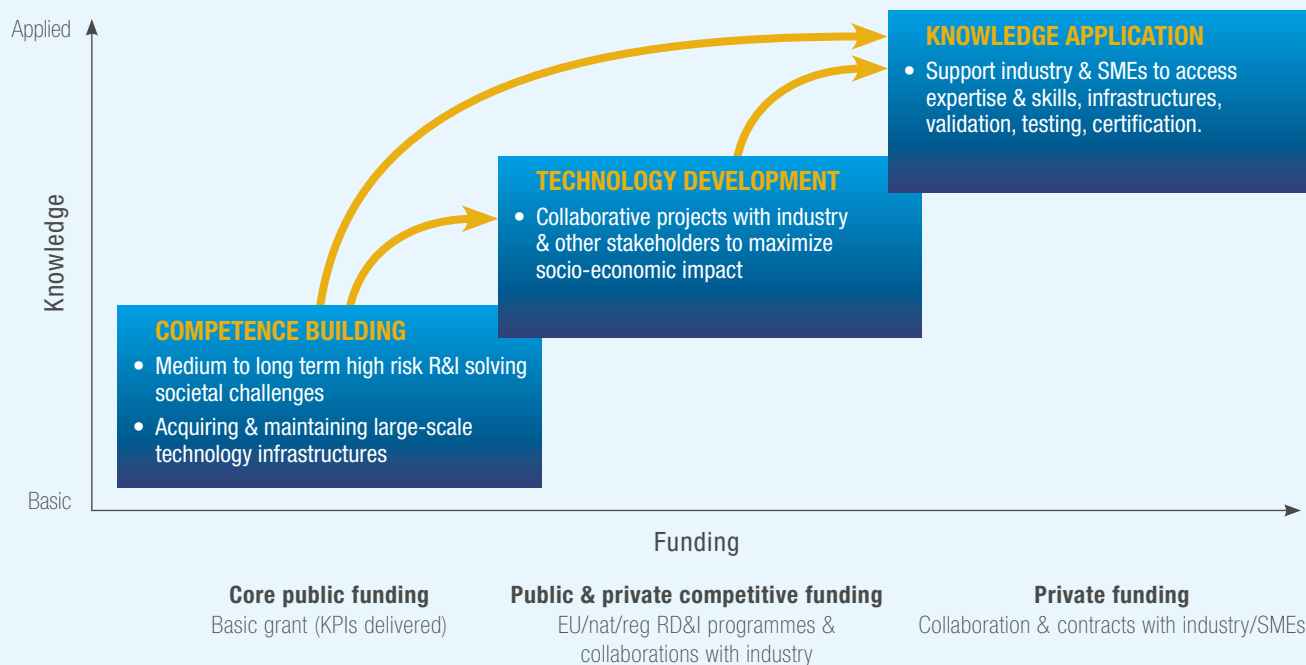 Applied
KNOWLEDGE APPLICATION
• Support industry & SMEs to access
expertise & skills, infrastructures,
validation, testing, certification.
TECHNOLOGY DEVELOPMENT
• Collaborative projects with industry
& other stakeholders to maximize
socio-economic impact
Knowledge
COMPETENCE BUILDING
• Medium to long term high risk R&I solving
societal challenges
• Acquiring & maintaining large-scale
technology infrastructures
Basic
Funding
Core public funding
Basic grant (KPIs delivered)
Public & private competitive funding
EU/nat/reg RD&I programmes &
collaborations with industry
Private funding
Collaboration & contracts with industry/SMEs